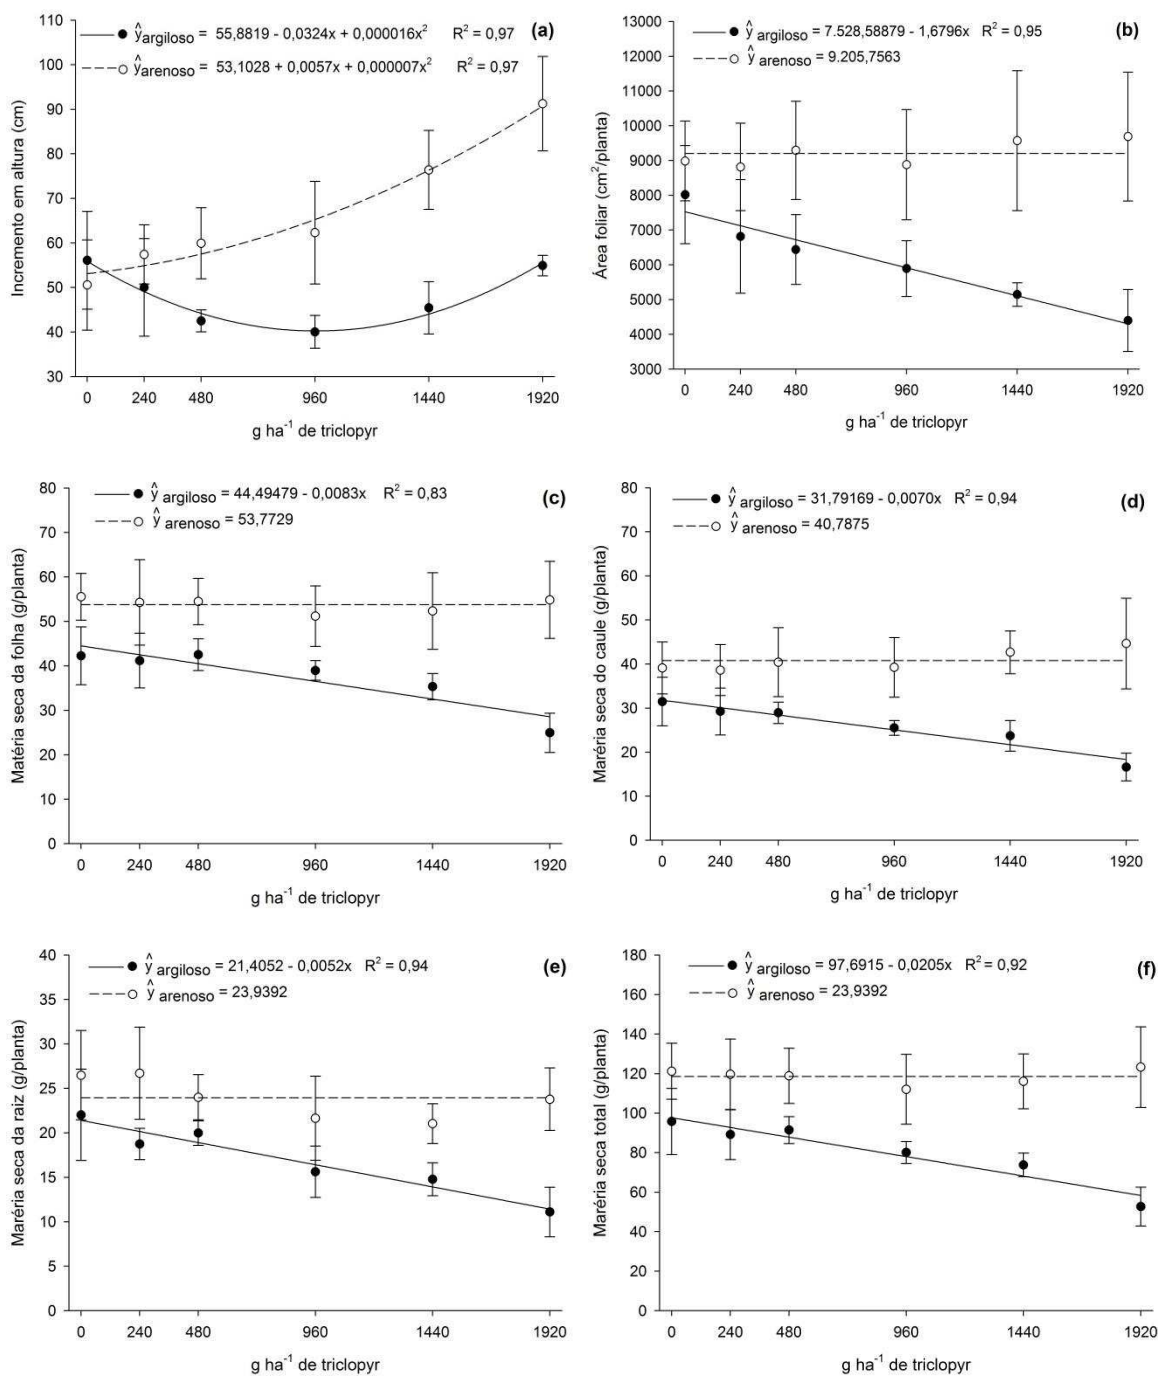 (a)
ŷargiloso = 55,8819 - 0,0324x + 0,000016x² R² = 0,97
ŷarenoso = 53,1028 + 0,0057x + 0,000007x² R² = 0,97
Incremento em altura (cm)
110
100
90
80
70
60
50
40
30
0 240 480 960 1440 1920
g ha⁻¹ de triclopyr
(b)
ŷ argiloso = 7.528,58879 - 1,6796x R² = 0,95
ŷ arenoso = 9.205,7563
Área foliar (cm²/planta)
13000
12000
11000
10000
9000
8000
7000
6000
5000
4000
3000
0 240 480 960 1440 1920
g ha⁻¹ de triclopyr
(c)
ŷ argiloso = 44,49479 - 0,0083x R² = 0,83
ŷ arenoso = 53,7729
Matéria seca da folha (g/planta)
80
70
60
50
40
30
20
10
0
0 240 480 960 1440 1920
g ha⁻¹ de triclopyr
(d)
ŷ argiloso = 31,79169 - 0,0070x R² = 0,94
ŷ arenoso = 40,7875
Maréria seca do caule (g/planta)
80
70
60
50
40
30
20
10
0
0 240 480 960 1440 1920
g ha⁻¹ de triclopyr
(e)
ŷ argiloso = 21,4052 - 0,0052x R² = 0,94
ŷ arenoso = 23,9392
Maréria seca da raiz (g/planta)
40
35
30
25
20
15
10
5
0
0 240 480 960 1440 1920
g ha⁻¹ de triclopyr
(f)
ŷ argiloso = 97,6915 - 0,0205x R² = 0,92
ŷ arenoso = 23,9392
Maréria seca total (g/planta)
180
160
140
120
100
80
60
40
20
0
0 240 480 960 1440 1920
g ha⁻¹ de triclopyr